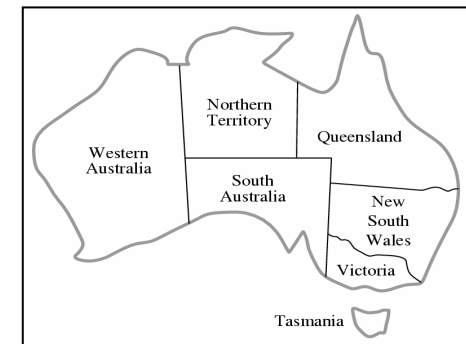 Northern
Territory
Queensland
Western
Australia
South
Australia
New
South
Wales
Victoria
Tasmania